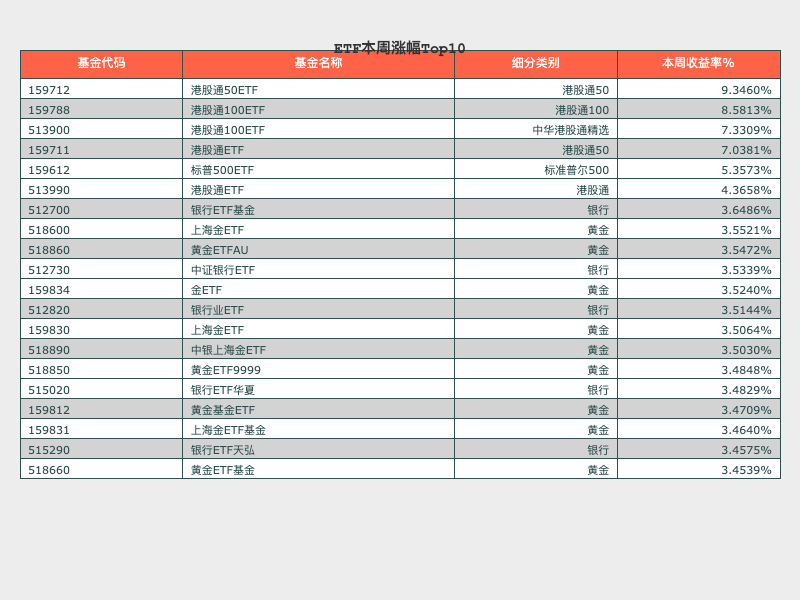 ETF本周涨幅Top10
基金代码 基金名称 细分类别 本周收益率%
159712 港股通50ETF 港股通50 9.3460%
159788 港股通100ETF 港股通100 8.5813%
513900 港股通100ETF 中华港股通精选 7.3309%
159711 港股通ETF 港股通50 7.0381%
159612 标普500ETF 标准普尔500 5.3573%
513990 港股通ETF 港股通 4.3658%
512700 银行ETF基金 银行 3.6486%
518600 上海金ETF 黄金 3.5521%
518860 黄金ETFAU 黄金 3.5472%
512730 中证银行ETF 银行 3.5339%
159834 金ETF 黄金 3.5240%
512820 银行业ETF 银行 3.5144%
159830 上海金ETF 黄金 3.5064%
518890 中银上海金ETF 黄金 3.5030%
518850 黄金ETF9999 黄金 3.4848%
515020 银行ETF华夏 银行 3.4829%
159812 黄金基金ETF 黄金 3.4709%
159831 上海金ETF基金 黄金 3.4640%
515290 银行ETF天弘 银行 3.4575%
518660 黄金ETF基金 黄金 3.4539%